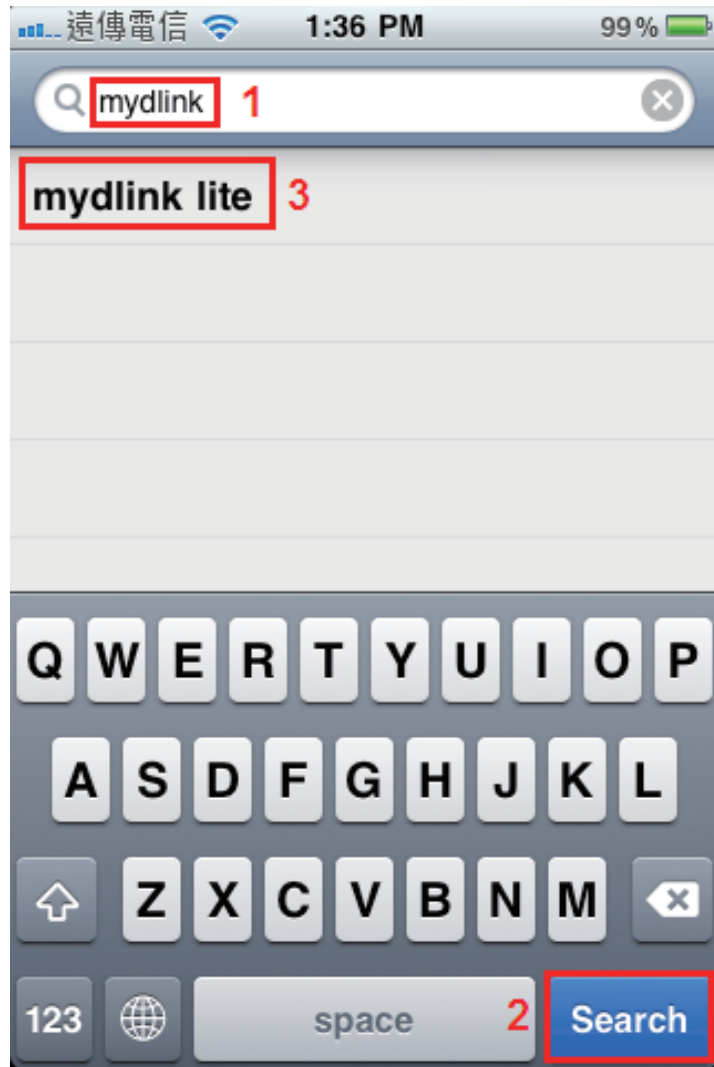 遠傳電信 1:36 PM 99%
mydlink 1
mydlink lite 3
Q W E R T Y U I O P
A S D F G H J K L
Z X C V B N M
123 space 2 Search